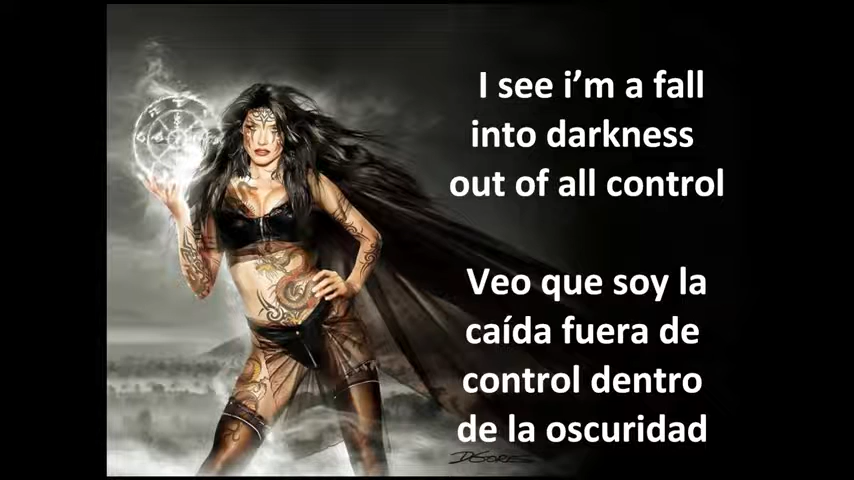 I see i’m a fall
into darkness
out of all control
Veo que soy la
caída fuera de
control dentro
de la oscuridad